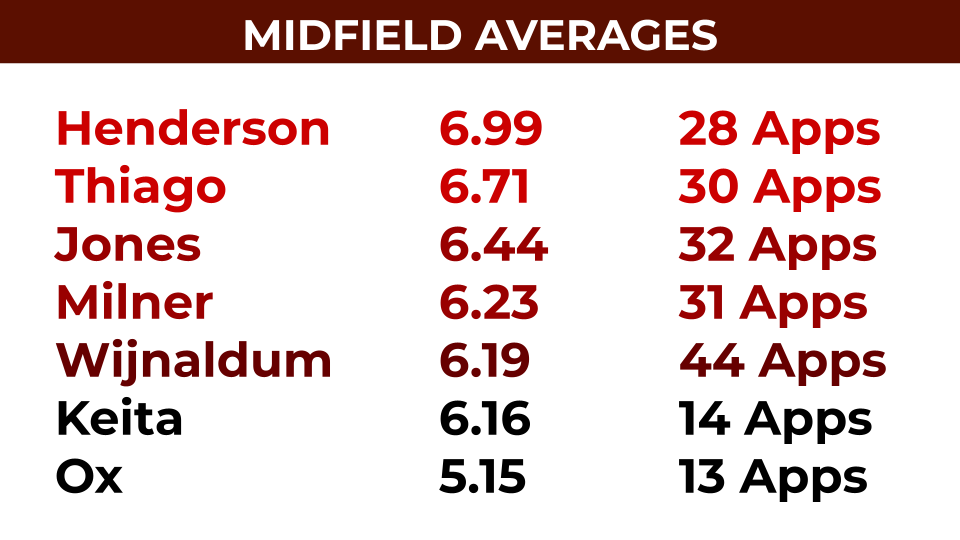 MIDFIELD AVERAGES
Henderson 6.99 28 Apps
Thiago 6.71 30 Apps
Jones 6.44 32 Apps
Milner 6.23 31 Apps
Wijnaldum 6.19 44 Apps
Keita 6.16 14 Apps
Ox 5.15 13 Apps